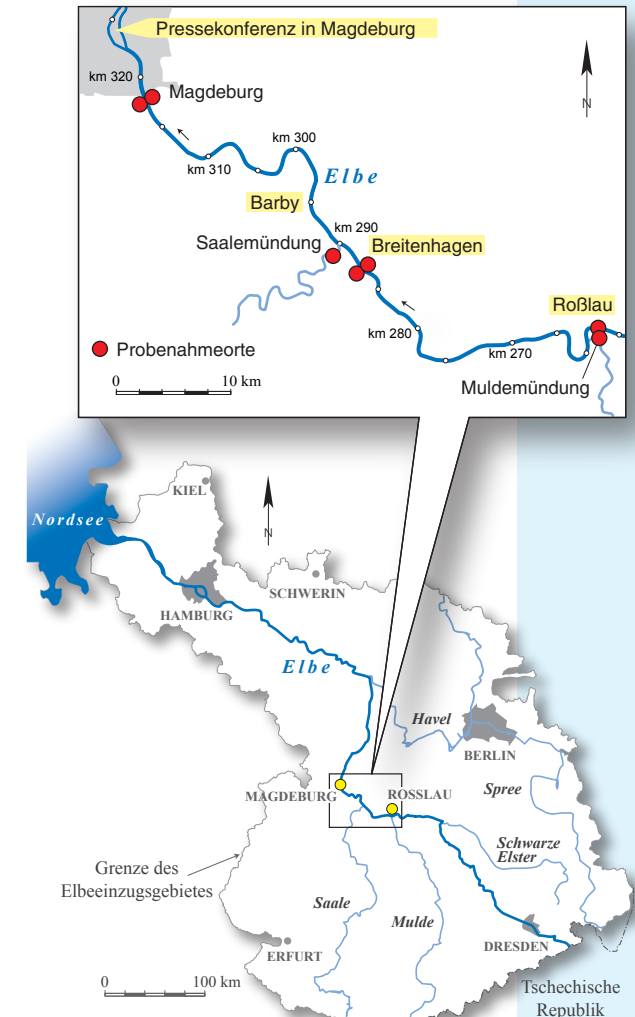 Pressekonferenz in Magdeburg
km 320
Magdeburg
N
km 300
km 310
Elbe
Barby
km 290
Saalemündung
Breitenhagen
Roßlau
km 280
km 270
Probenahmeorte
0 10 km
Muldemündung
KIEL
Nordsee
N
SCHWERIN
HAMBURG
Elbe
Havel
BERLIN
MAGDEBURG
ROSSLAU
Spree
Schwarze
Elster
Grenze des
Elbeeinzugsgebietes
Saale
Mulde
ERFURT
DRESDEN
0 100 km
Tschechische
Republik